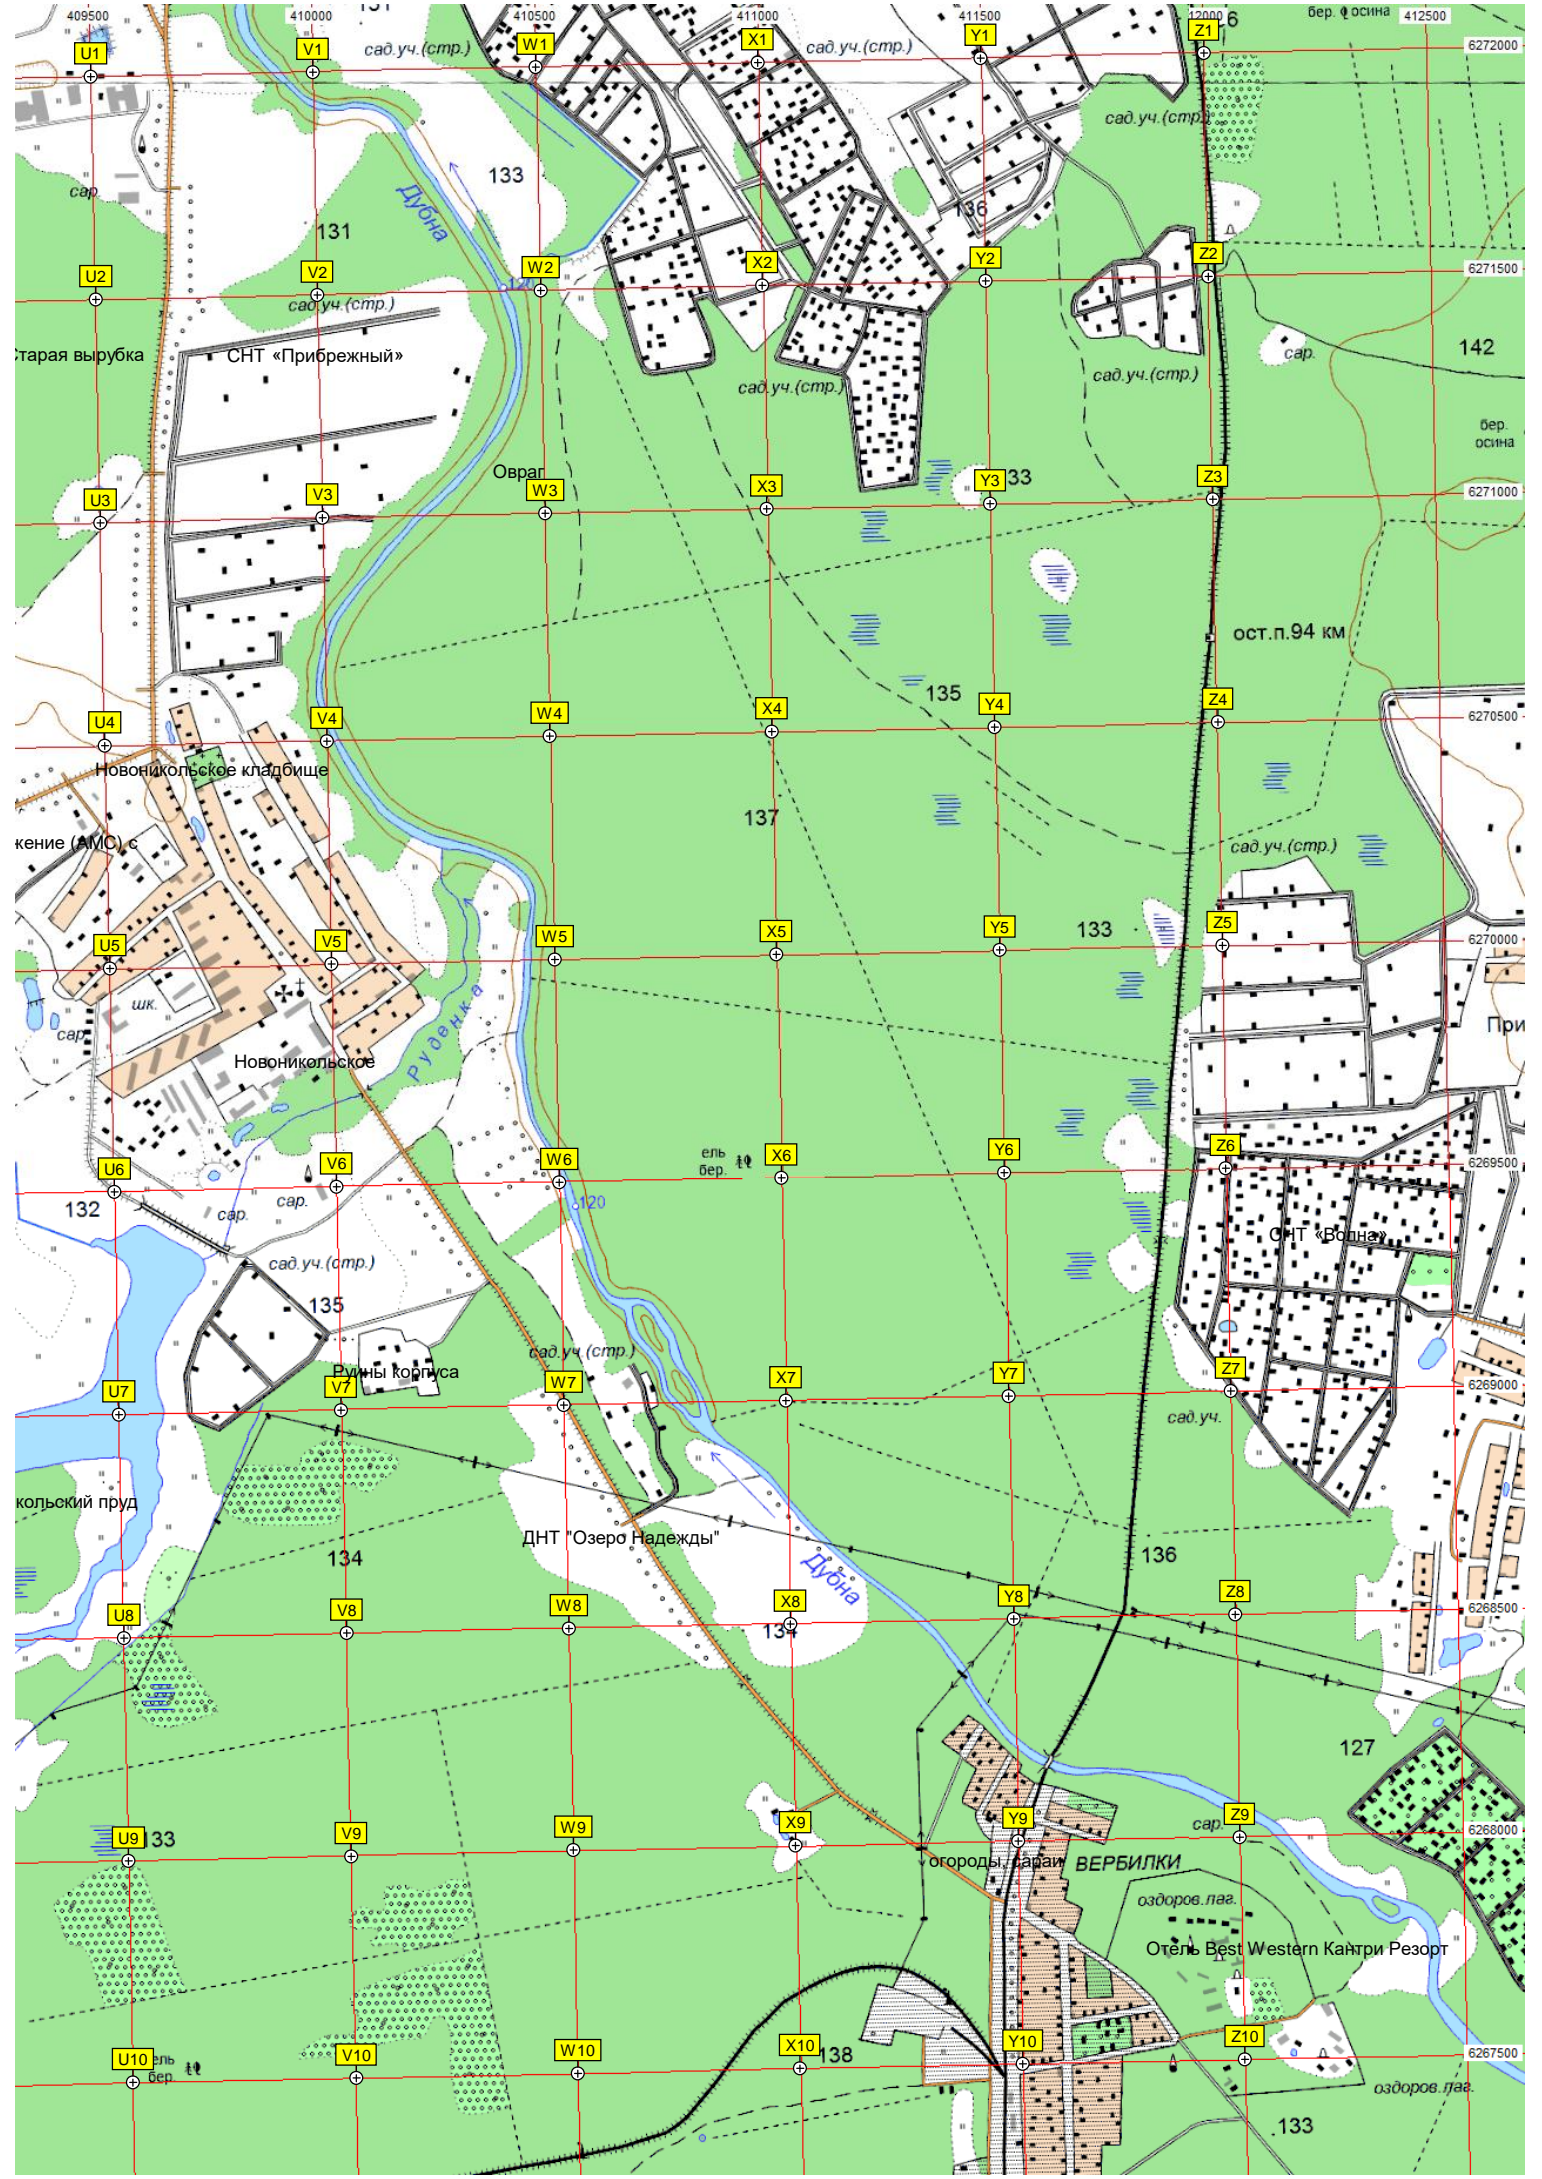 409500
410000
131
410500
411000
411500
12000
6
бер. осина
412500
U1
V1
сад.уч.(стр.)
W1
X1
сад.уч.(стр.)
Y1
Z1
6272000
сад.уч.(стр.)
133
сар.
Дубна
136
131
U2
V2
W2
X2
Y2
Z2
6271500
сад.уч.(стр.)
СНТ «Прибрежный»
сар.
142
сад.уч.(стр.)
сад.уч.(стр.)
бер.
осина
Овраг
U3
V3
W3
X3
Y3
33
Z3
6271000
ост.п.94 км
135
U4
V4
W4
X4
Y4
Z4
6270500
Новоникольское кладбище
137
жение (АМС) с
сад.уч.(стр.)
U5
V5
W5
X5
Y5
133
Z5
6270000
шк.
сар.
Руденка
При
Новоникольское
ель
бер.
U6
V6
W6
X6
Y6
Z6
6269500
132
сар.
сар.
120
СНТ «Волна»
сад.уч.(стр.)
135
сад.уч.(стр.)
Руины корпуса
U7
V7
W7
X7
Y7
Z7
6269000
сад.уч.
кольский пруд
ДНТ "Озеро Надежды"
134
136
Дубна
U8
V8
W8
X8
Y8
Z8
6268500
134
127
U9
133
V9
W9
X9
Y9
Z9
сар.
6268000
огороды, сараи
ВЕРБИЛКИ
оздоров.лаг.
Отель Best Western Кантри Резорт
U10
ель
бер.
V10
W10
X10
138
Y10
Z10
6267500
оздоров.лаг.
133